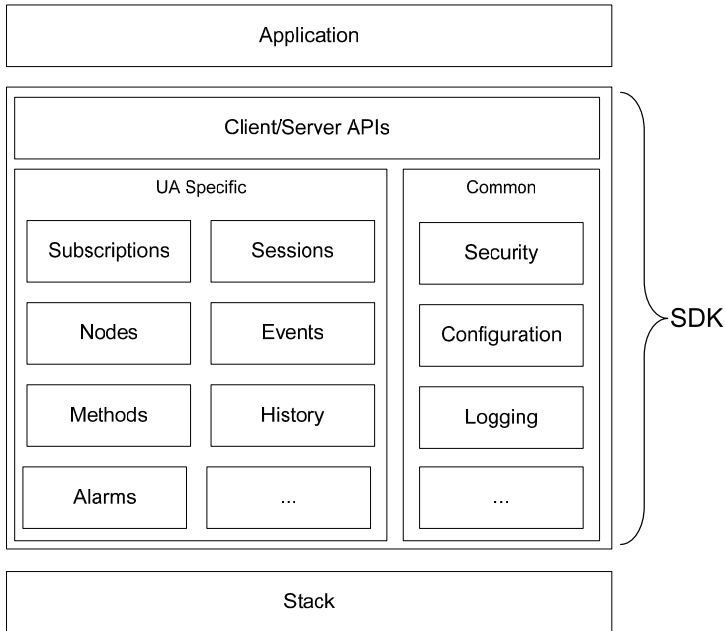 Application
Client/Server APIs
UA Specific
Common
Subscriptions
Sessions
Security
Nodes
Events
Configuration
SDK
Methods
History
Logging
Alarms
...
...
Stack